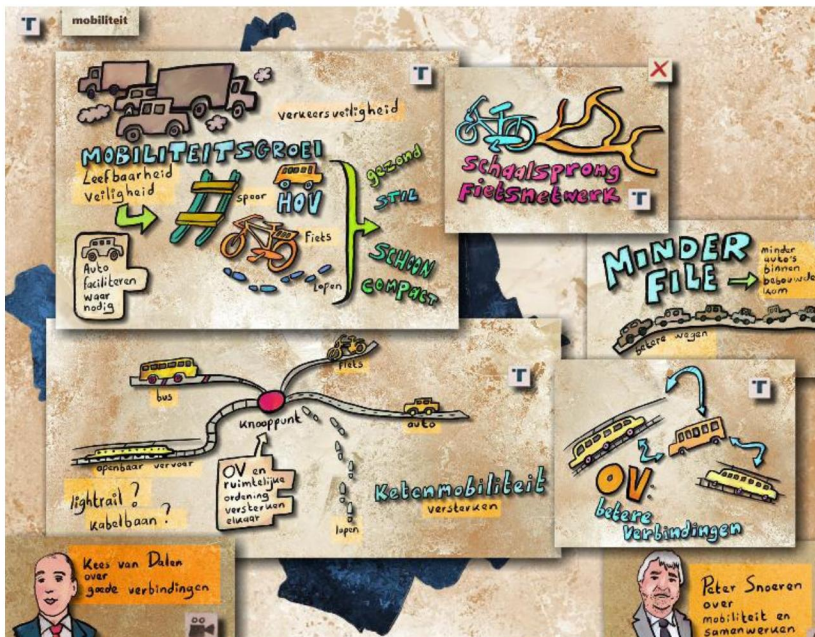 T
mobiliteit
T
verkeersveiligheid
MOBILITEITSGROEI
Leefbaarheid
Veiligheid
spoor
HOV
Fiets
lopen
gezond
STIL
SCHOON
COMPACT
Auto
faciliteren
waar
nodig
X
Schaalsprong
Fietsnetwerk
T
MINDER
FILE
minder
auto's
binnen
bebouwde
kom
betere wegen
T
bus
fiets
knooppunt
auto
openbaar vervoer
lightrail?
kabelbaan?
OV en
ruimtelijke
ordening
versterken
elkaar
lopen
Ketenmobiliteit
versterken
T
OV:
betere
verbindingen
Kees van Dalen
over
goede verbindingen
Peter Snoeren
over
mobiliteit en
samenwerken